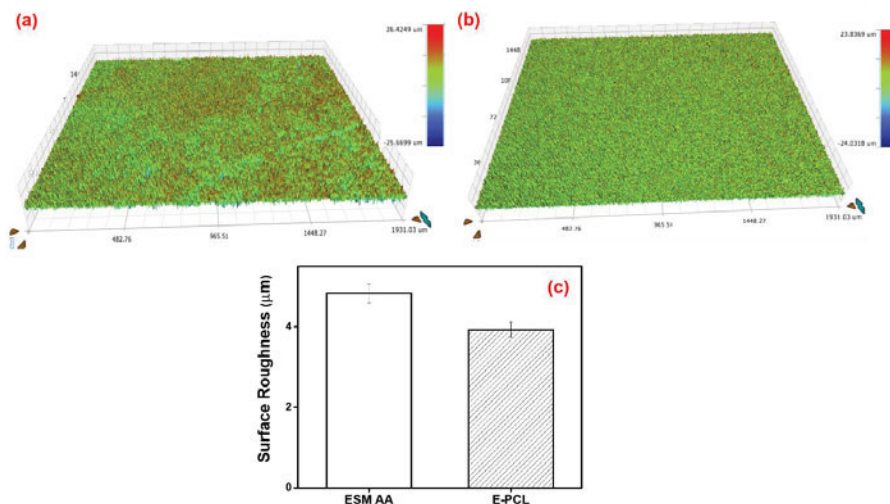 (a)
26.4249 um
-25.6699 um
482.76
965.51
1448.27
1931.03 um
(b)
23.8369 um
-24.0318 um
1448
72
482.76
965.51
1448.27
1931.03 um
(c)
Surface Roughness (μm)
4
2
0
ESM AA
E-PCL